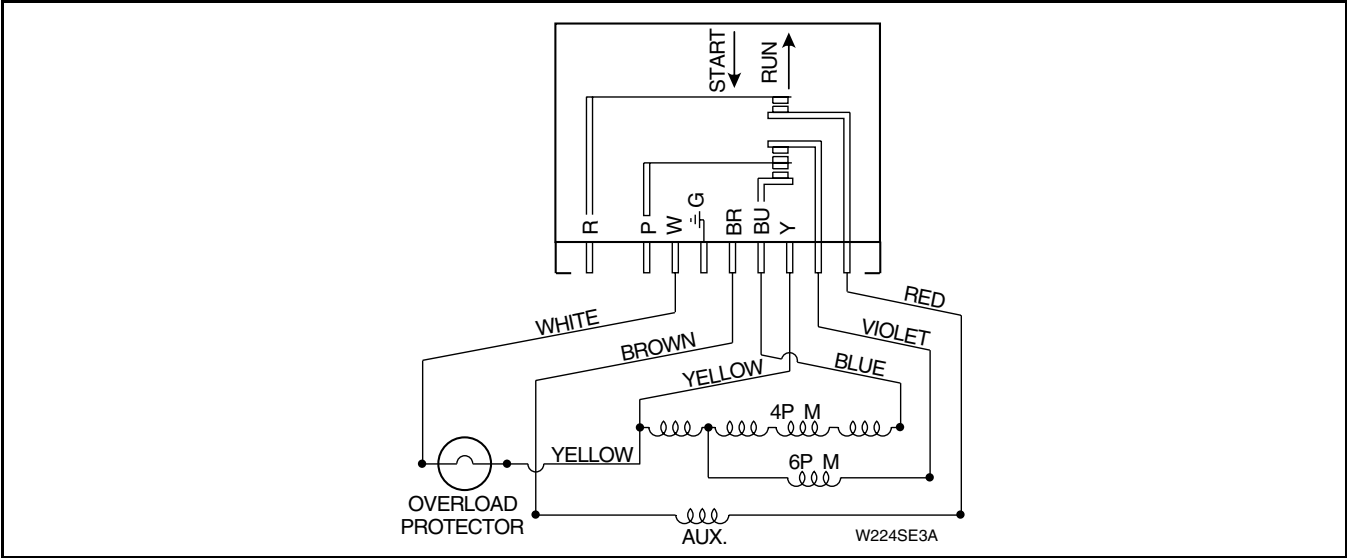 START
RUN
R
P
W
G
BR
BU
Y
RED
WHITE
VIOLET
BROWN
BLUE
YELLOW
4P M
YELLOW
6P M
OVERLOAD
PROTECTOR
AUX.
W224SE3A